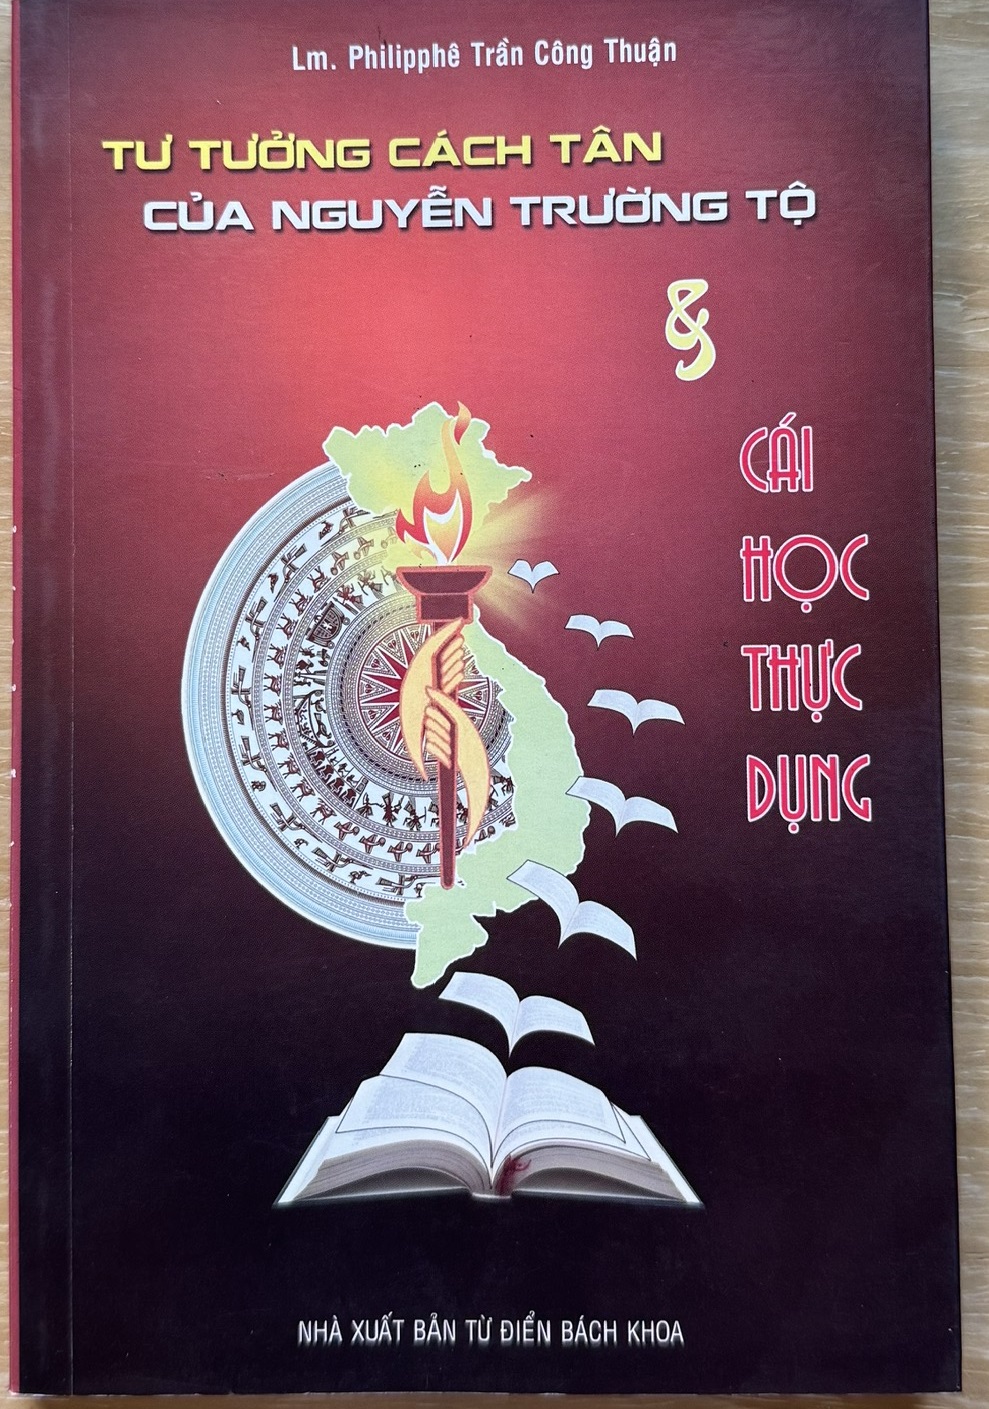 Lm. Philipphê Trần Công Thuận
TƯ TƯỞNG CÁCH TÂN
CỦA NGUYỄN TRƯỜNG TỘ
&
CÁI
HỌC
THỰC
DỤNG
NHÀ XUẤT BẢN TỪ ĐIỂN BÁCH KHOA